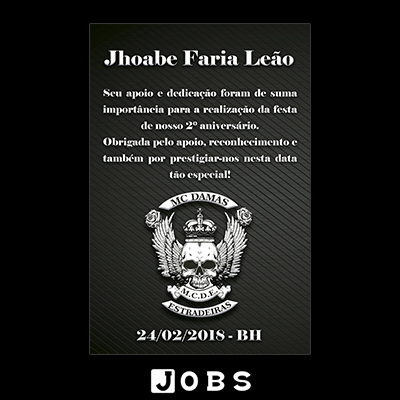 Jhoabe Faria Leão
Seu apoio e dedicação foram de suma
importância para a realização da festa
de nosso 2º aniversário.
Obrigada pelo apoio, reconhecimento e
também por prestigiar-nos nesta data
tão especial!
MC DAMAS
M.C.D.E.
ESTRADEIRAS
24/02/2018 - BH
JOBS